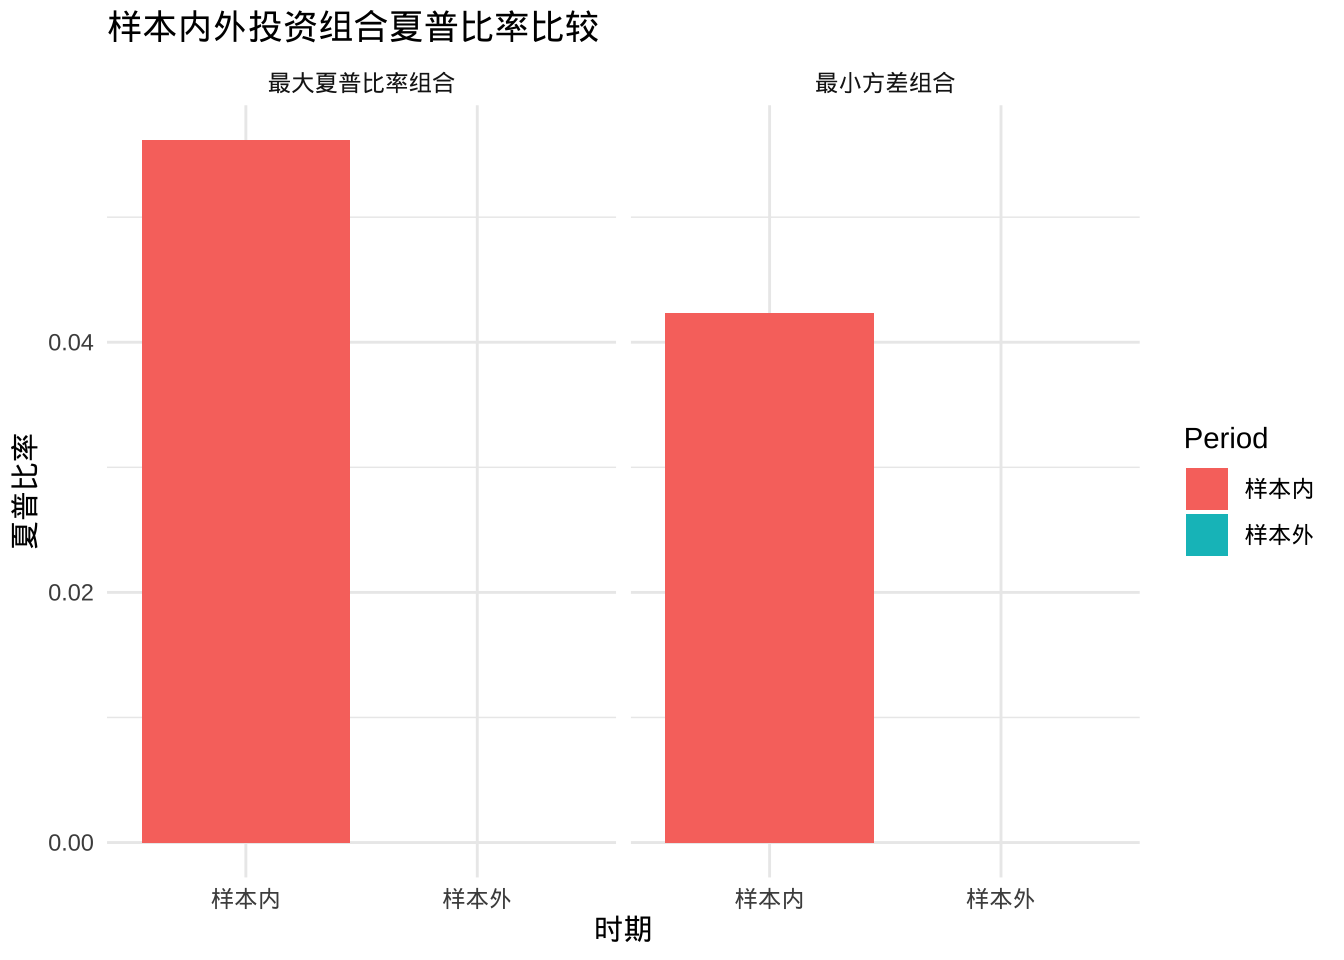 样本内外投资组合夏普比率比较
最大夏普比率组合
最小方差组合
夏普比率
0.04
0.02
0.00
样本内
样本外
样本内
样本外
时期
Period
样本内
样本外